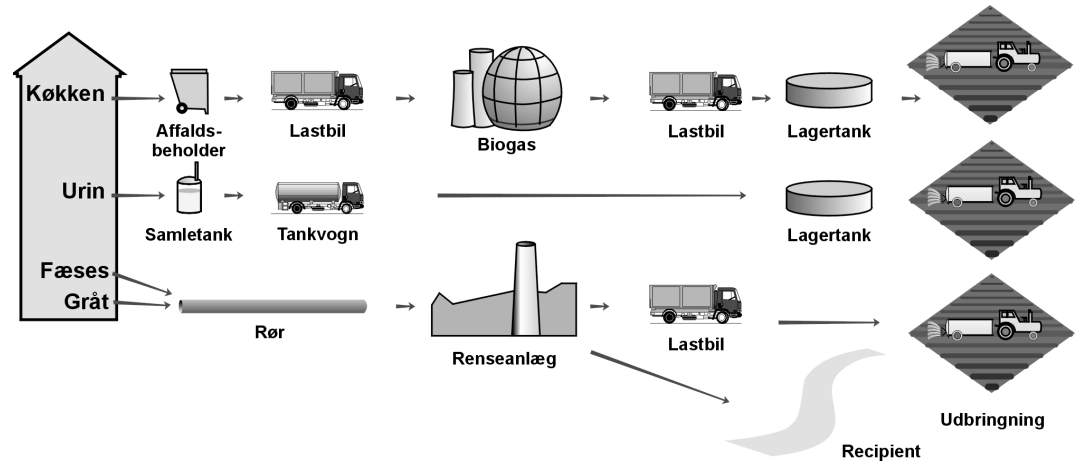 Køkken
Affalds-
beholder
Lastbil
Biogas
Lastbil
Lagertank
Urin
Samletank
Tankvogn
Lagertank
Fæses
Gråt
Rør
Renseanlæg
Lastbil
Udbringning
Recipient